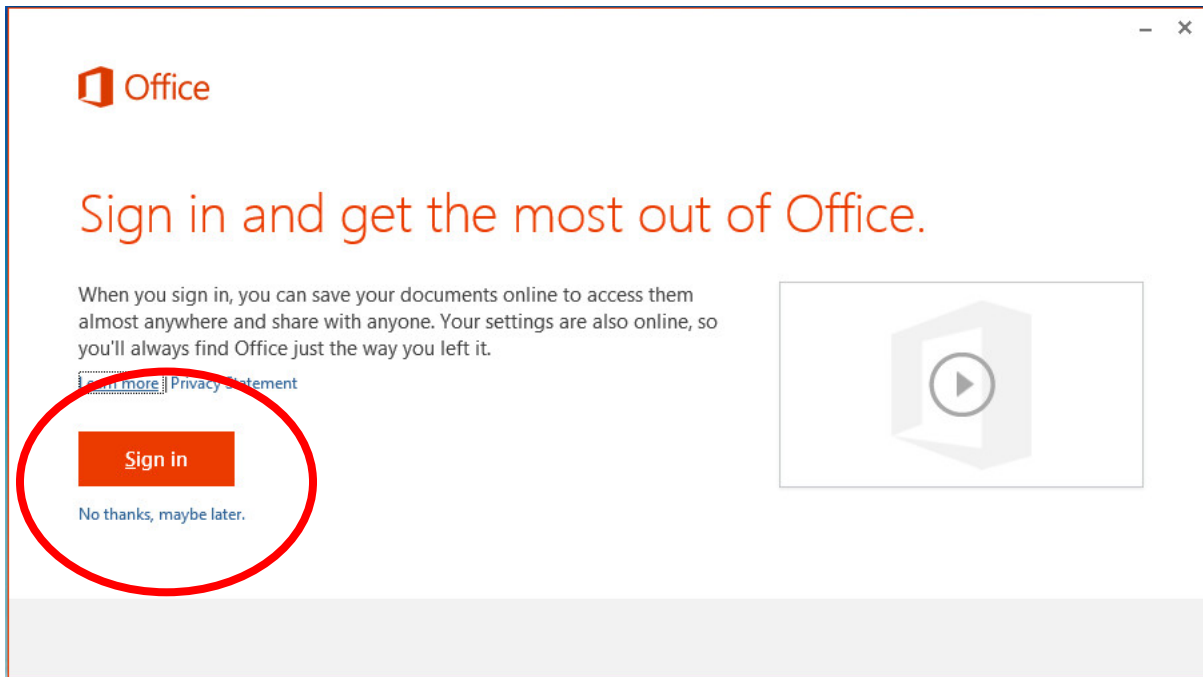 Office
Sign in and get the most out of Office.
When you sign in, you can save your documents online to access them
almost anywhere and share with anyone. Your settings are also online, so
you'll always find Office just the way you left it.
Learn more | Privacy Statement
Sign in
No thanks, maybe later.